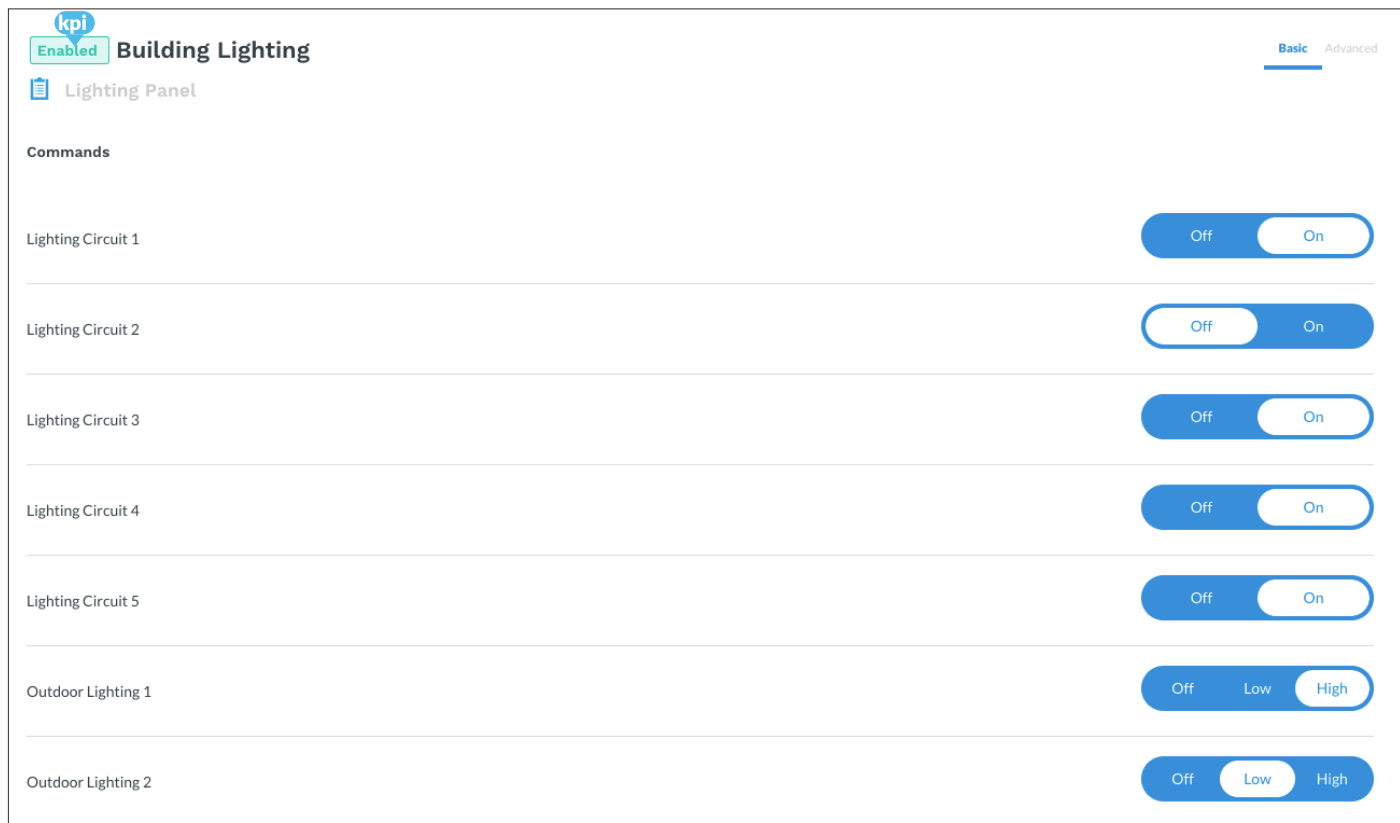 kpi
Enabled Building Lighting
Basic Advanced
Lighting Panel
Commands
Lighting Circuit 1 Off On
Lighting Circuit 2 Off On
Lighting Circuit 3 Off On
Lighting Circuit 4 Off On
Lighting Circuit 5 Off On
Outdoor Lighting 1 Off Low High
Outdoor Lighting 2 Off Low High